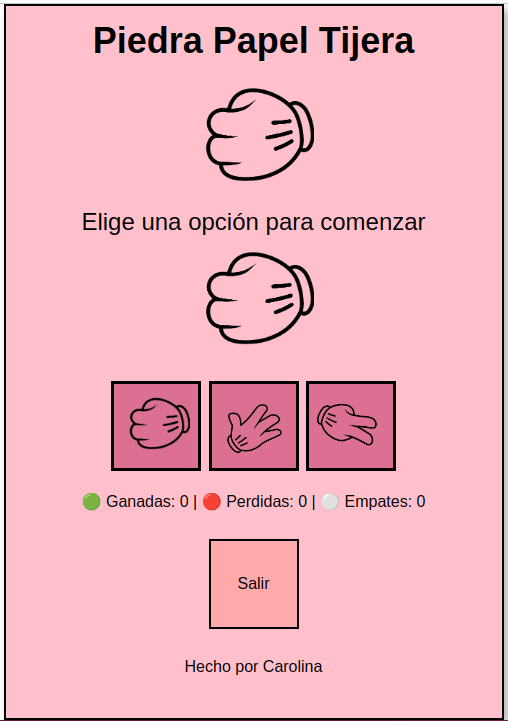 Piedra Papel Tijera
Elige una opción para comenzar
🟢 Ganadas: 0 | 🔴 Perdidas: 0 | ⚪ Empates: 0
Salir
Hecho por Carolina